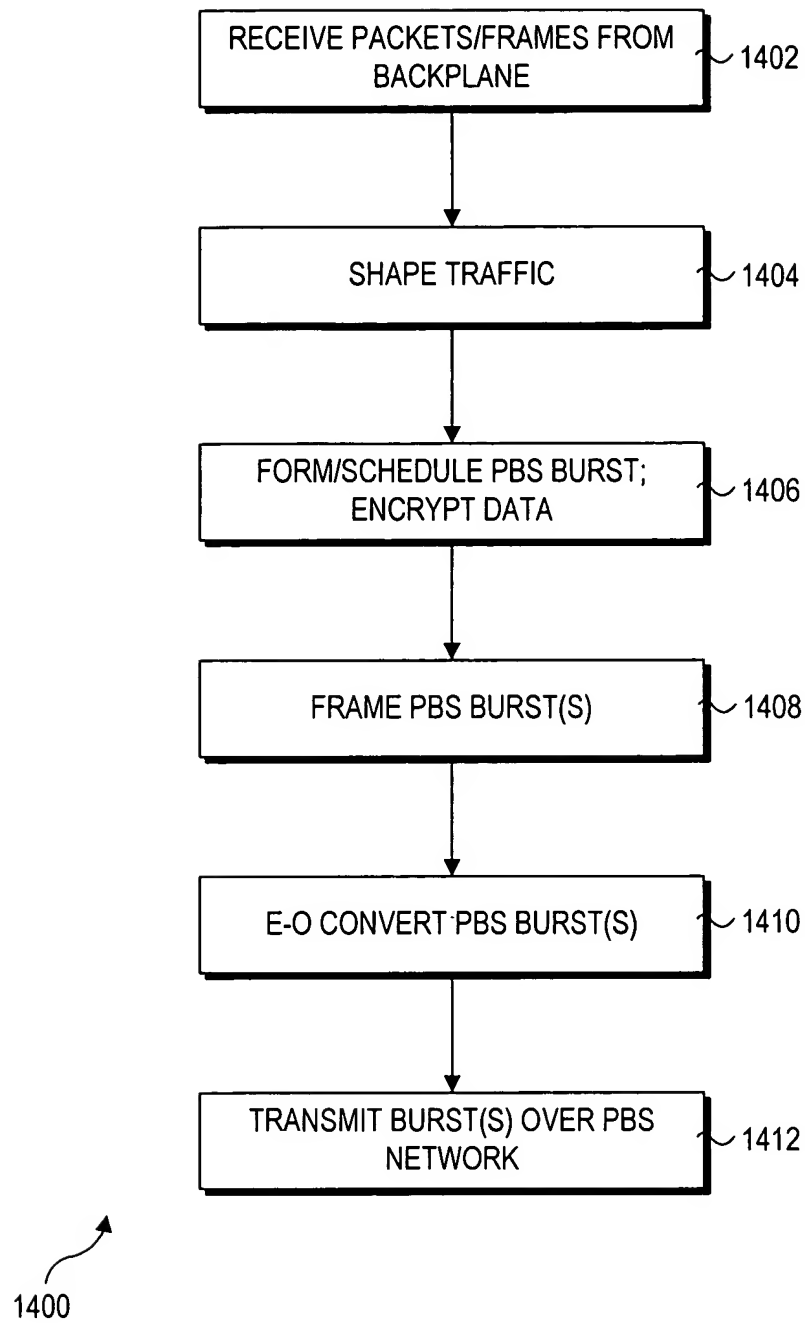 RECEIVE PACKETS/FRAMES FROM
BACKPLANE
1402
SHAPE TRAFFIC
1404
FORM/SCHEDULE PBS BURST;
ENCRYPT DATA
1406
FRAME PBS BURST(S)
1408
E-O CONVERT PBS BURST(S)
1410
TRANSMIT BURST(S) OVER PBS
NETWORK
1412
1400